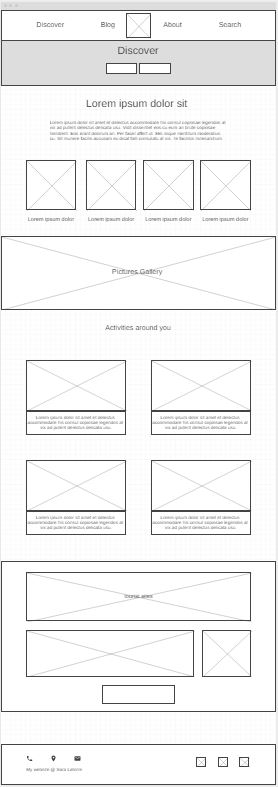 Discover
Blog
About
Search
Discover
Lorem ipsum dolor sit
Lorem ipsum dolor sit amet et delectus accommodare his consul copiosae legendos at
vix ad putent delectus delicata usu. Vidit dissentiet eos cu eum an brute copiosae
hendrerit. Eos erant dolorum an. Per facer affert ut. Mei iisque mentitum moderatius
cu. Sit munere facilis accusam eu dicat falli consulatu at vis. Te facilisis mnesarchum
Lorem ipsum dolor
Lorem ipsum dolor
Lorem ipsum dolor
Lorem ipsum dolor
Pictures Gallery
Activities around you
Lorem ipsum dolor sit amet et delectus
accommodare his consul copiosae legendos at
vix ad putent delectus delicata usu.
Lorem ipsum dolor sit amet et delectus
accommodare his consul copiosae legendos at
vix ad putent delectus delicata usu.
Lorem ipsum dolor sit amet et delectus
accommodare his consul copiosae legendos at
vix ad putent delectus delicata usu.
Lorem ipsum dolor sit amet et delectus
accommodare his consul copiosae legendos at
vix ad putent delectus delicata usu.
My website @